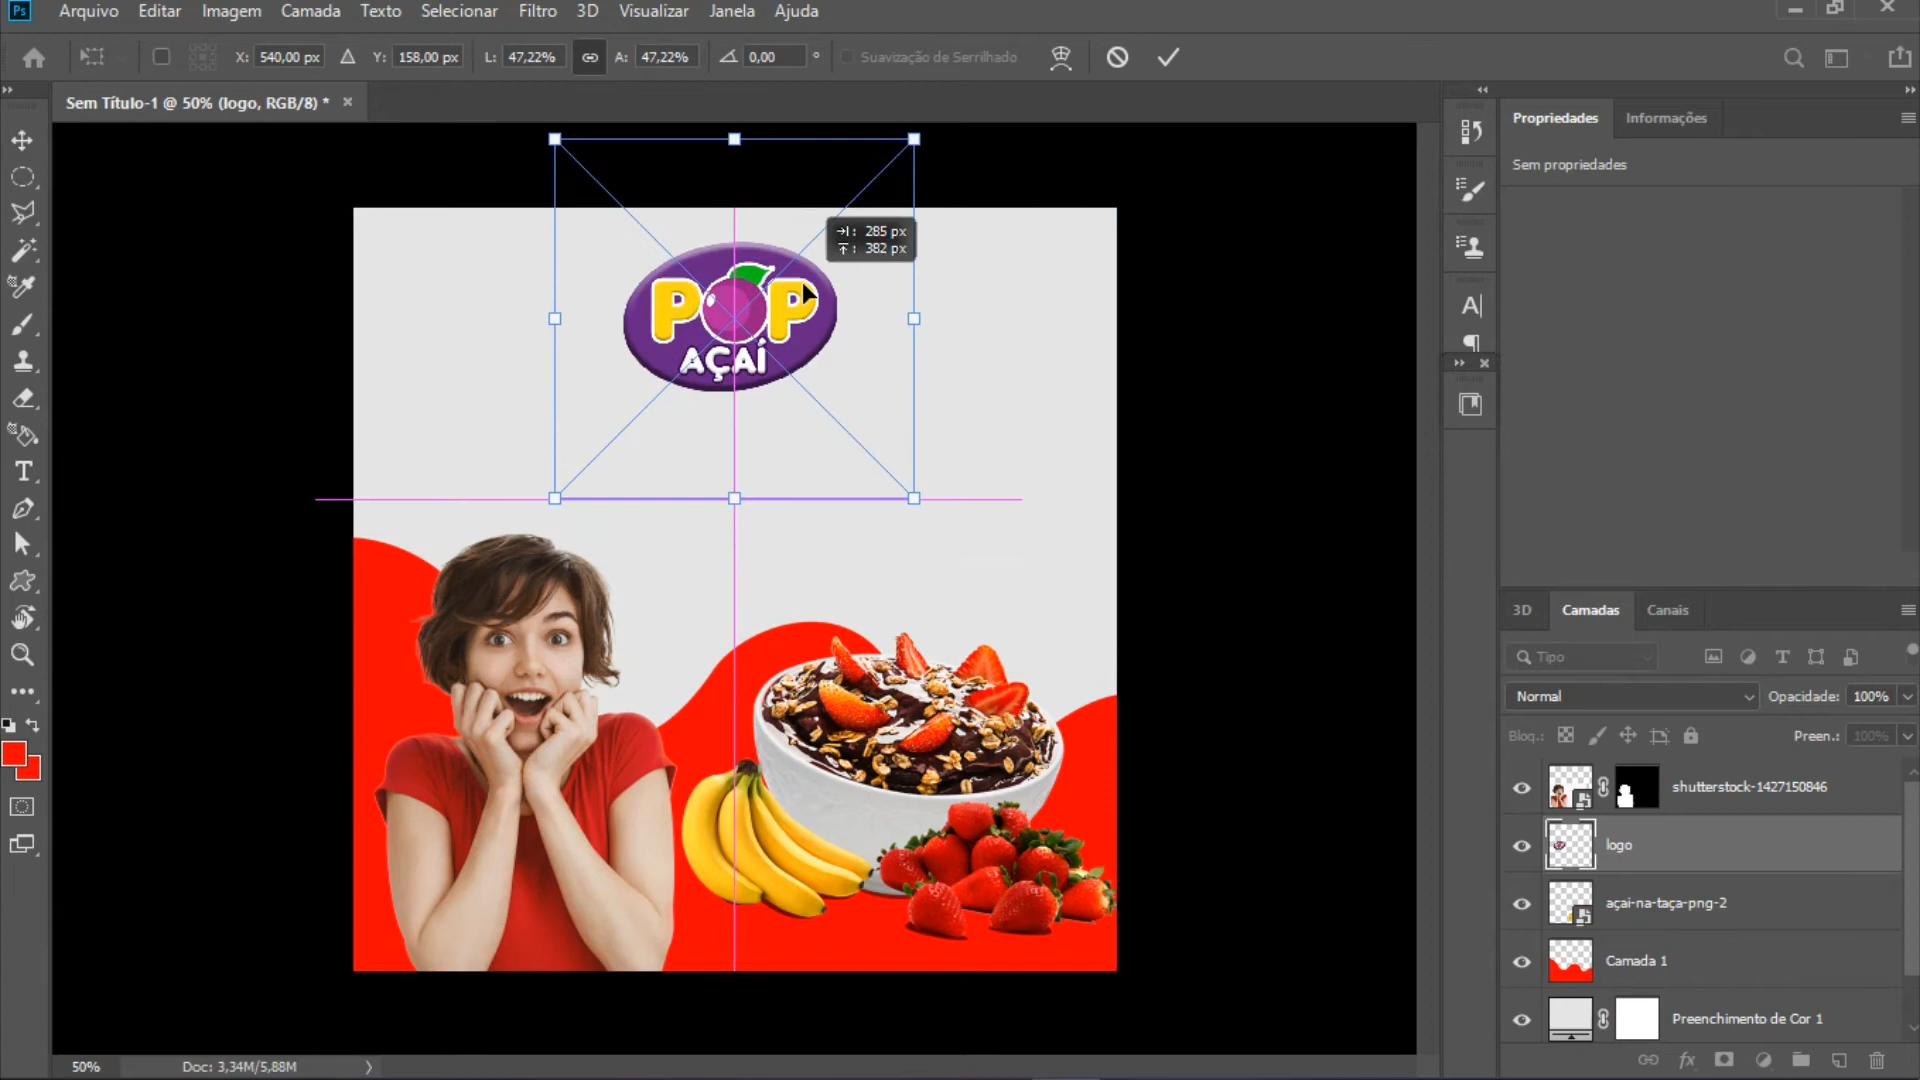 Ps Arquivo Editar Imagem Camada Texto Selecionar Filtro 3D Visualizar Janela Ajuda
X: 540,00 px Y: 158,00 px L: 47,22% A: 47,22% 0,00 ° Suavização de Serrilhado
Sem Título-1 @ 50% (logo, RGB/8) * ×
Propriedades Informações
Sem propriedades
285 px
382 px
POP
AÇAÍ
3D Camadas Canais
Tipo
Normal Opacidade: 100%
Bloq.: Preen.: 100%
shutterstock-1427150846
logo
açai-na-taça-png-2
Camada 1
Preenchimento de Cor 1
50% Doc: 3,34M/5,88M